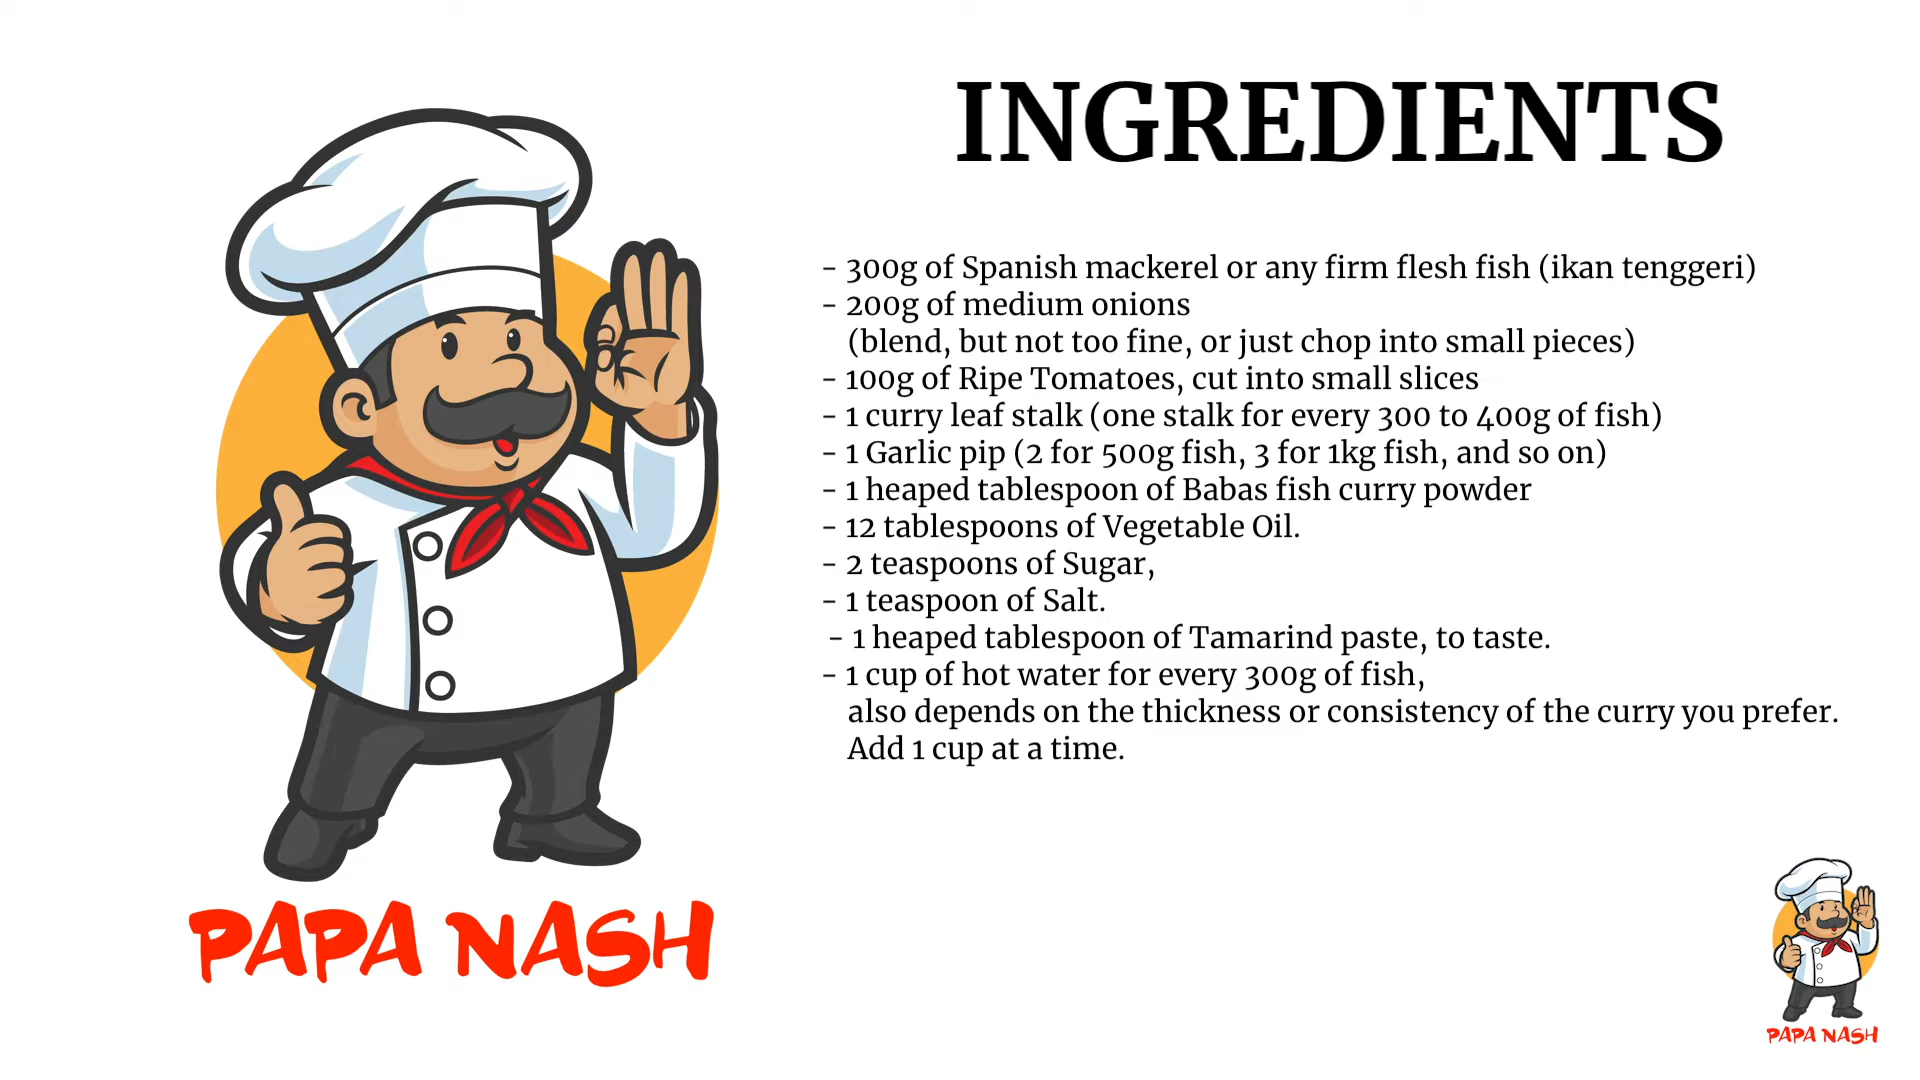 INGREDIENTS
- 300g of Spanish mackerel or any firm flesh fish (ikan tenggeri)
- 200g of medium onions
(blend, but not too fine, or just chop into small pieces)
- 100g of Ripe Tomatoes, cut into small slices
- 1 curry leaf stalk (one stalk for every 300 to 400g of fish)
- 1 Garlic pip (2 for 500g fish, 3 for 1kg fish, and so on)
- 1 heaped tablespoon of Babas fish curry powder
- 12 tablespoons of Vegetable Oil.
- 2 teaspoons of Sugar,
- 1 teaspoon of Salt.
- 1 heaped tablespoon of Tamarind paste, to taste.
- 1 cup of hot water for every 300g of fish,
also depends on the thickness or consistency of the curry you prefer.
Add 1 cup at a time.
PAPA NASH
PAPA NASH